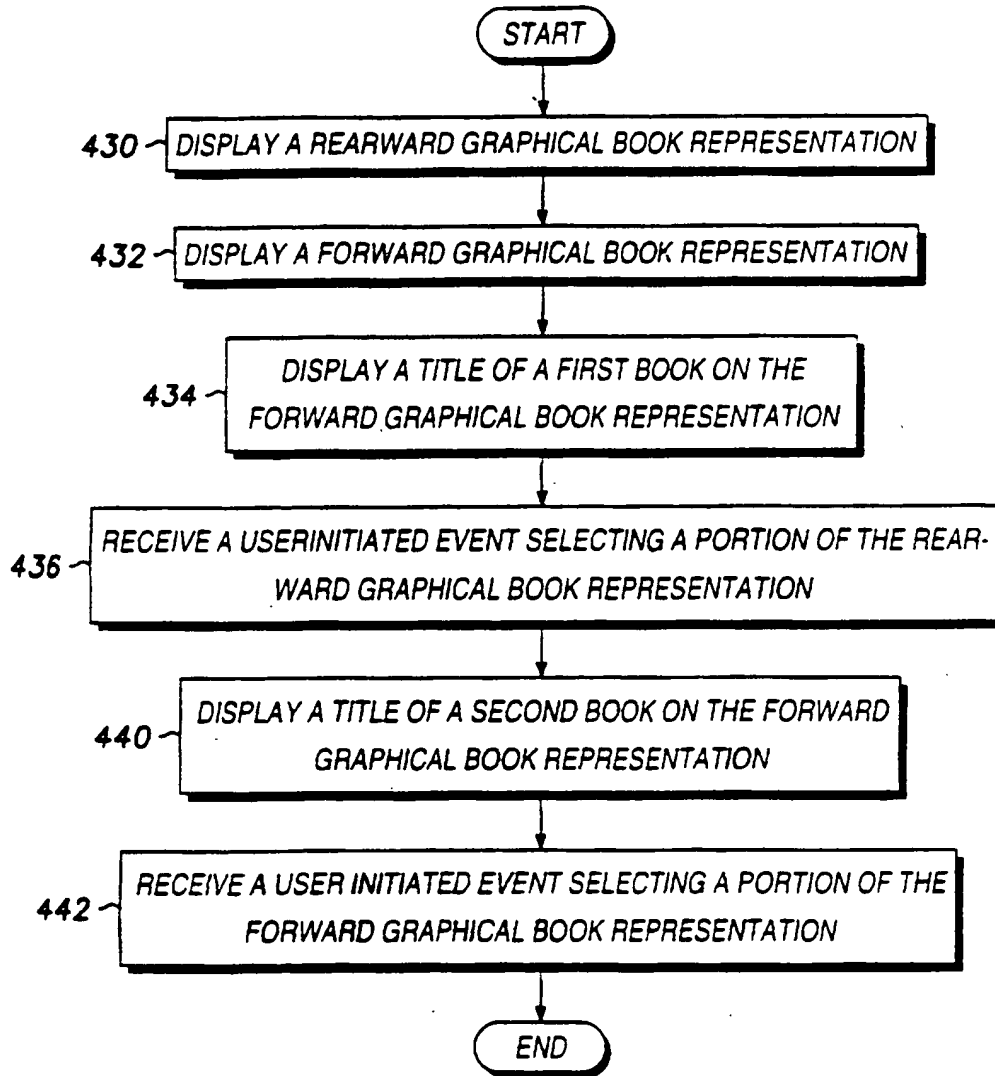 START
430 DISPLAY A REARWARD GRAPHICAL BOOK REPRESENTATION
432 DISPLAY A FORWARD GRAPHICAL BOOK REPRESENTATION
DISPLAY A TITLE OF A FIRST BOOK ON THE
434 FORWARD GRAPHICAL BOOK REPRESENTATION
RECEIVE A USERINITIATED EVENT SELECTING A PORTION OF THE REAR-
436 WARD GRAPHICAL BOOK REPRESENTATION
DISPLAY A TITLE OF A SECOND BOOK ON THE FORWARD
440 GRAPHICAL BOOK REPRESENTATION
RECEIVE A USER INITIATED EVENT SELECTING A PORTION OF THE
442 FORWARD GRAPHICAL BOOK REPRESENTATION
END